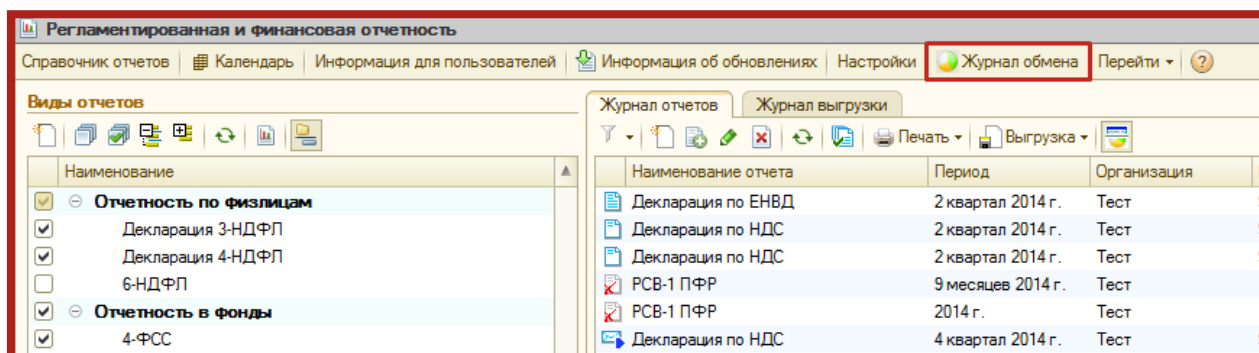 Регламентированная и финансовая отчетность
Справочник отчетов Календарь Информация для пользователей Информация об обновлениях Настройки Журнал обмена Перейти ?
Виды отчетов
Наименование
Отчетность по физлицам
Декларация 3-НДФЛ
Декларация 4-НДФЛ
6-НДФЛ
Отчетность в фонды
4-ФСС
Журнал отчетов Журнал выгрузки
Печать Выгрузка
Наименование отчета Период Организация
Декларация по ЕНВД 2 квартал 2014 г. Тест
Декларация по НДС 2 квартал 2014 г. Тест
Декларация по НДС 2 квартал 2014 г. Тест
РСВ-1 ПФР 9 месяцев 2014 г. Тест
РСВ-1 ПФР 2014 г. Тест
Декларация по НДС 4 квартал 2014 г. Тест